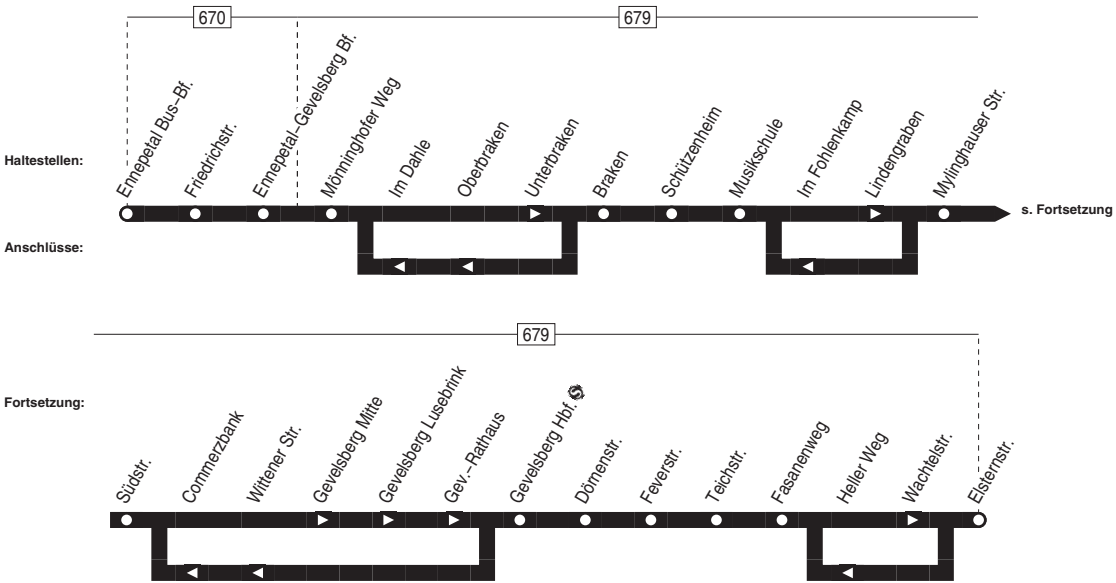 670
679
Haltestellen:
Ennepetal Bus-Bf.
Friedrichstr.
Ennepetal-Gevelsberg Bf.
Mönninghofer Weg
Im Dahle
Oberbraken
Unterbraken
Braken
Schützenheim
Musikschule
Im Fohlenkamp
Lindengraben
Mylinghauser Str.
s. Fortsetzung
Anschlüsse:
679
Fortsetzung:
Südstr.
Commerzbank
Wittener Str.
Gevelsberg Mitte
Gevelsberg Lusebrink
Gev.-Rathaus
Gevelsberg Hbf. S
Dörnenstr.
Feverstr.
Teichstr.
Fasanenweg
Heller Weg
Wachtelstr.
Elsternstr.